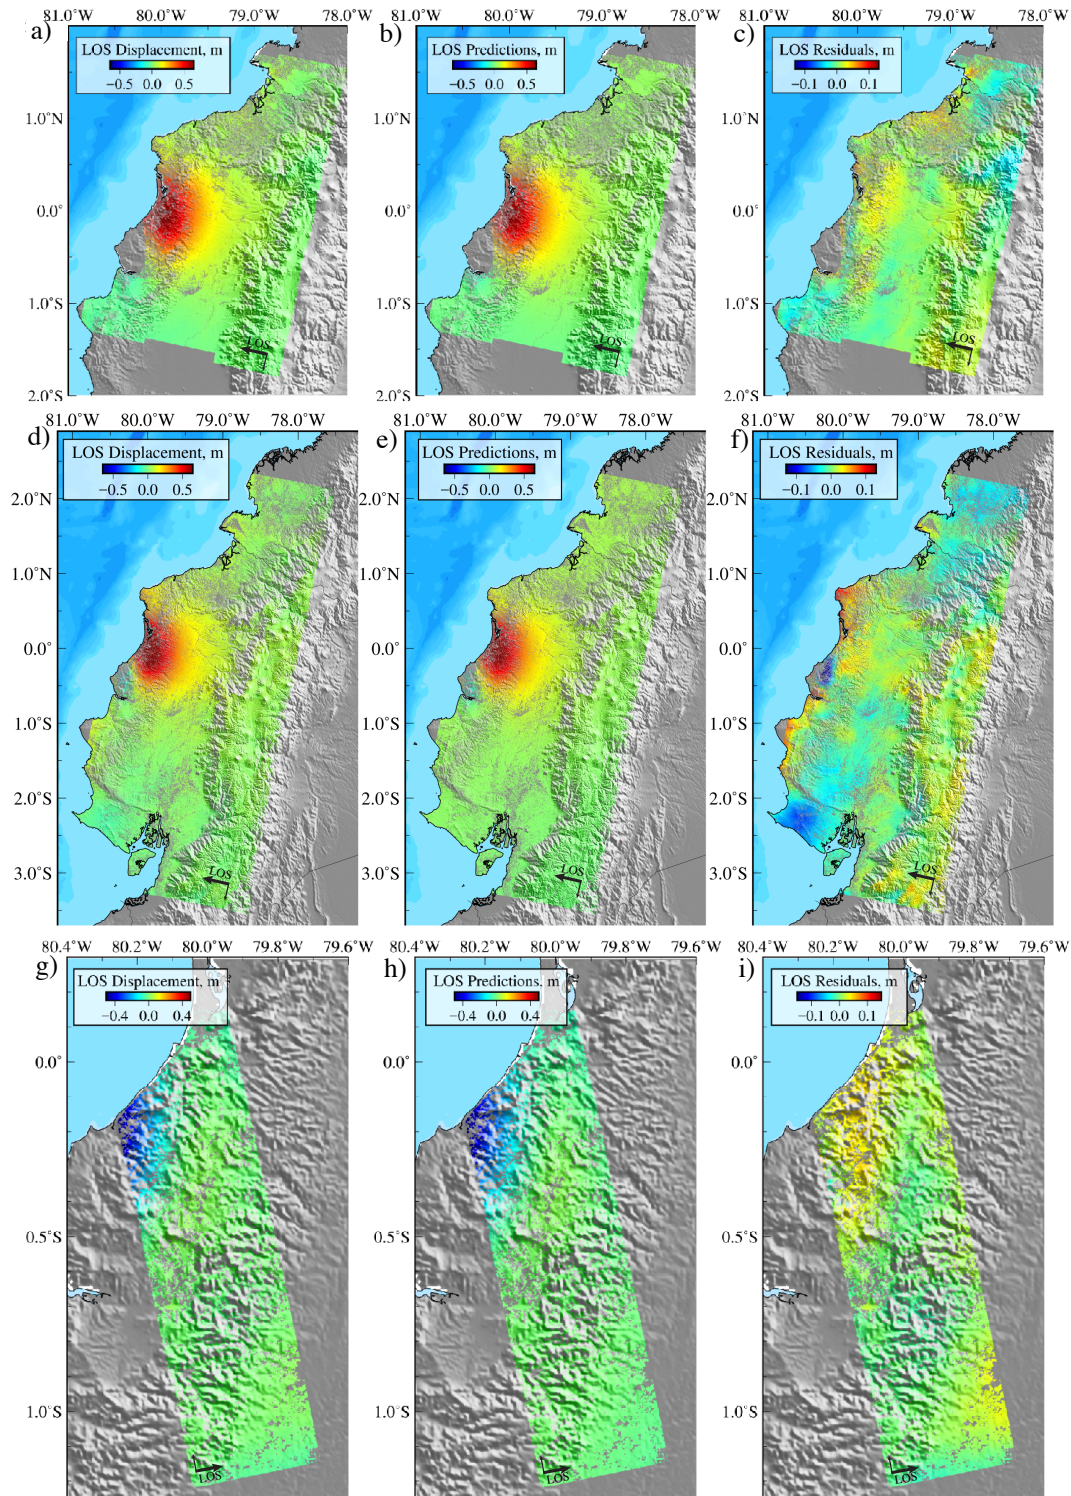 81.0°W 80.0°W 79.0°W 78.0°W 81.0°W 80.0°W 79.0°W 78.0°W 81.0°W 80.0°W 79.0°W 78.0°W
a) b) c)
LOS Displacement, m LOS Predictions, m LOS Residuals, m
−0.5 0.0 0.5 −0.5 0.0 0.5 −0.1 0.0 0.1
1.0°N 1.0°N 1.0°N
0.0° 0.0° 0.0°
1.0°S 1.0°S 1.0°S
LOS LOS LOS
2.0°S 2.0°S 2.0°S
81.0°W 80.0°W 79.0°W 78.0°W 81.0°W 80.0°W 79.0°W 78.0°W 81.0°W 80.0°W 79.0°W 78.0°W
d) e) f)
LOS Displacement, m LOS Predictions, m LOS Residuals, m
−0.5 0.0 0.5 −0.5 0.0 0.5 −0.1 0.0 0.1
2.0°N 2.0°N 2.0°N
1.0°N 1.0°N 1.0°N
0.0° 0.0° 0.0°
1.0°S 1.0°S 1.0°S
2.0°S 2.0°S 2.0°S
3.0°S 3.0°S 3.0°S
LOS LOS LOS
80.4°W 80.2°W 80.0°W 79.8°W 79.6°W 80.4°W 80.2°W 80.0°W 79.8°W 79.6°W 80.4°W 80.2°W 80.0°W 79.8°W 79.6°W
g) h) i)
LOS Displacement, m LOS Predictions, m LOS Residuals, m
−0.4 0.0 0.4 −0.4 0.0 0.4 −0.1 0.0 0.1
0.0° 0.0° 0.0°
0.5°S 0.5°S 0.5°S
1.0°S 1.0°S 1.0°S
LOS LOS LOS